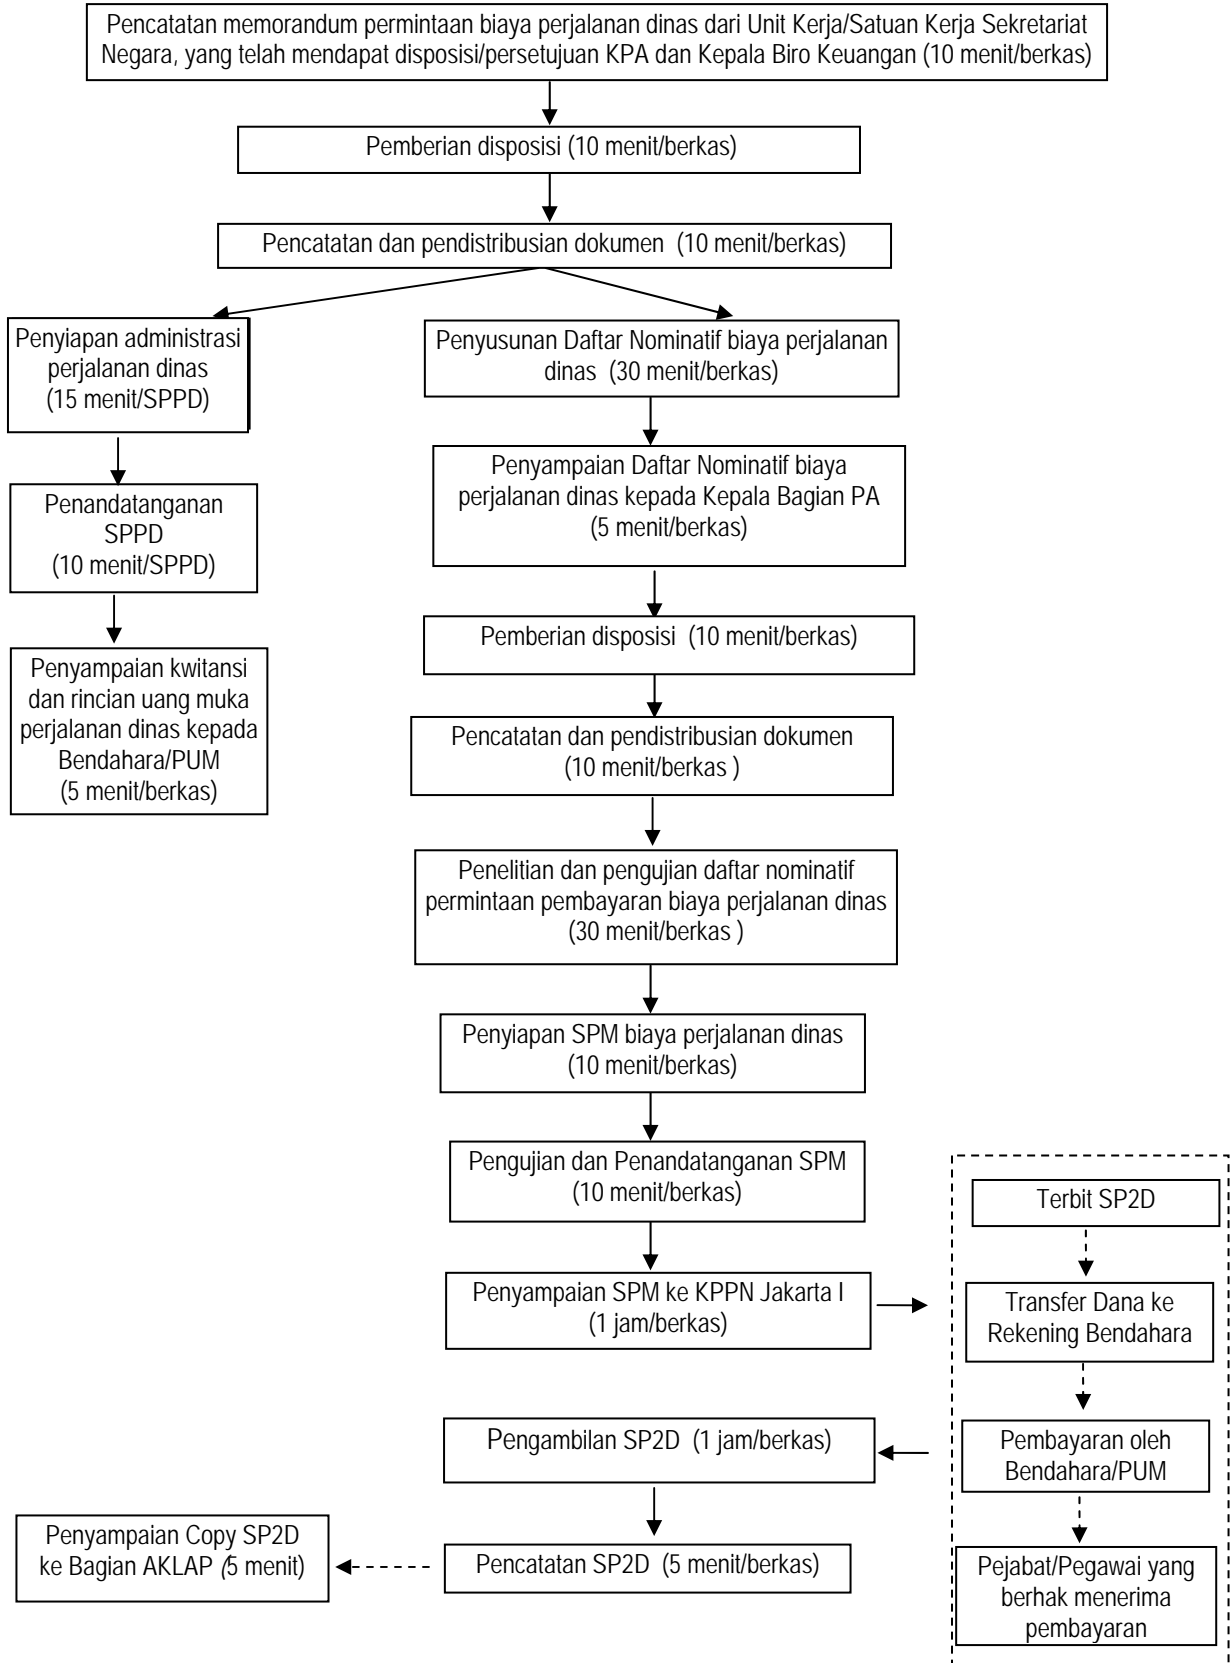 Pencatatan memorandum permintaan biaya perjalanan dinas dari Unit Kerja/Satuan Kerja Sekretariat
Negara, yang telah mendapat disposisi/persetujuan KPA dan Kepala Biro Keuangan (10 menit/berkas)
Pemberian disposisi (10 menit/berkas)
Pencatatan dan pendistribusian dokumen (10 menit/berkas)
Penyiapan administrasi
perjalanan dinas
(15 menit/SPPD)
Penandatanganan
SPPD
(10 menit/SPPD)
Penyampaian kwitansi
dan rincian uang muka
perjalanan dinas kepada
Bendahara/PUM
(5 menit/berkas)
Penyusunan Daftar Nominatif biaya perjalanan
dinas (30 menit/berkas)
Penyampaian Daftar Nominatif biaya
perjalanan dinas kepada Kepala Bagian PA
(5 menit/berkas)
Pemberian disposisi (10 menit/berkas)
Pencatatan dan pendistribusian dokumen
(10 menit/berkas )
Penelitian dan pengujian daftar nominatif
permintaan pembayaran biaya perjalanan dinas
(30 menit/berkas )
Penyiapan SPM biaya perjalanan dinas
(10 menit/berkas)
Pengujian dan Penandatanganan SPM
(10 menit/berkas)
Penyampaian SPM ke KPPN Jakarta I
(1 jam/berkas)
Terbit SP2D
Transfer Dana ke
Rekening Bendahara
Pembayaran oleh
Bendahara/PUM
Pejabat/Pegawai yang
berhak menerima
pembayaran
Pengambilan SP2D (1 jam/berkas)
Pencatatan SP2D (5 menit/berkas)
Penyampaian Copy SP2D
ke Bagian AKLAP (5 menit)